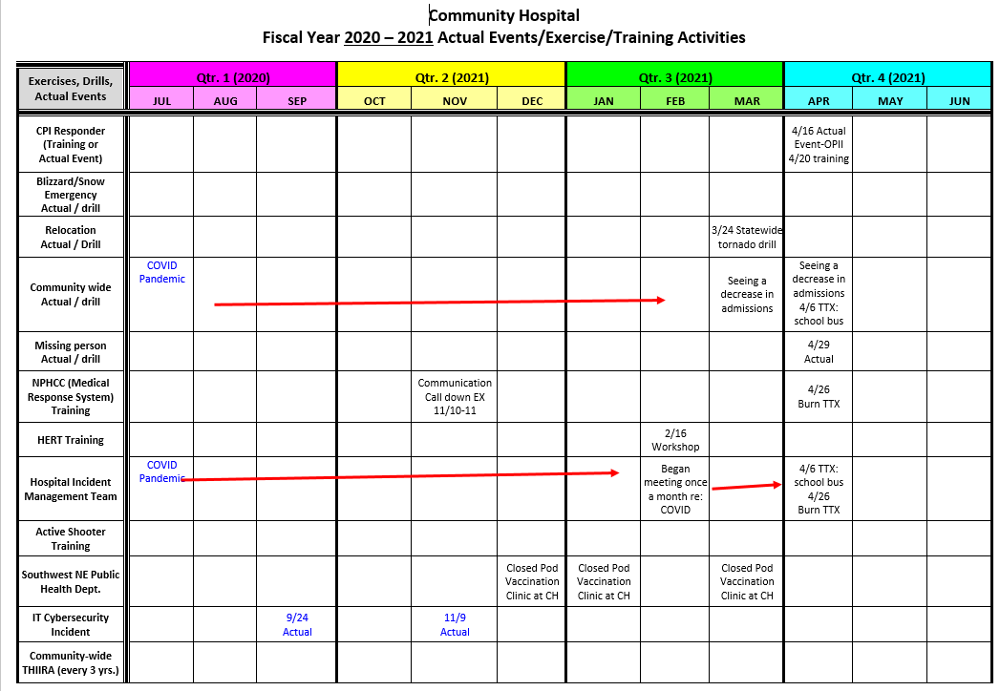 Community Hospital
Fiscal Year 2020 – 2021 Actual Events/Exercise/Training Activities
Exercises, Drills,
Actual Events
Qtr. 1 (2020)
Qtr. 2 (2021)
Qtr. 3 (2021)
Qtr. 4 (2021)
JUL
AUG
SEP
OCT
NOV
DEC
JAN
FEB
MAR
APR
MAY
JUN
CPI Responder
(Training or
Actual Event)
4/16 Actual
Event-OPII
4/20 training
Blizzard/Snow
Emergency
Actual / drill
Relocation
Actual / Drill
3/24 Statewide
tornado drill
Community wide
Actual / drill
COVID
Pandemic
Seeing a
decrease in
admissions
Seeing a
decrease in
admissions
4/6 TTX:
school bus
Missing person
Actual / drill
4/29
Actual
NPHCC (Medical
Response System)
Training
Communication
Call down EX
11/10-11
4/26
Burn TTX
HERT Training
2/16
Workshop
Hospital Incident
Management Team
COVID
Pandemic
Began
meeting once
a month re:
COVID
4/6 TTX:
school bus
4/26
Burn TTX
Active Shooter
Training
Southwest NE Public
Health Dept.
Closed Pod
Vaccination
Clinic at CH
Closed Pod
Vaccination
Clinic at CH
Closed Pod
Vaccination
Clinic at CH
IT Cybersecurity
Incident
9/24
Actual
11/9
Actual
Community-wide
THIIRA (every 3 yrs.)